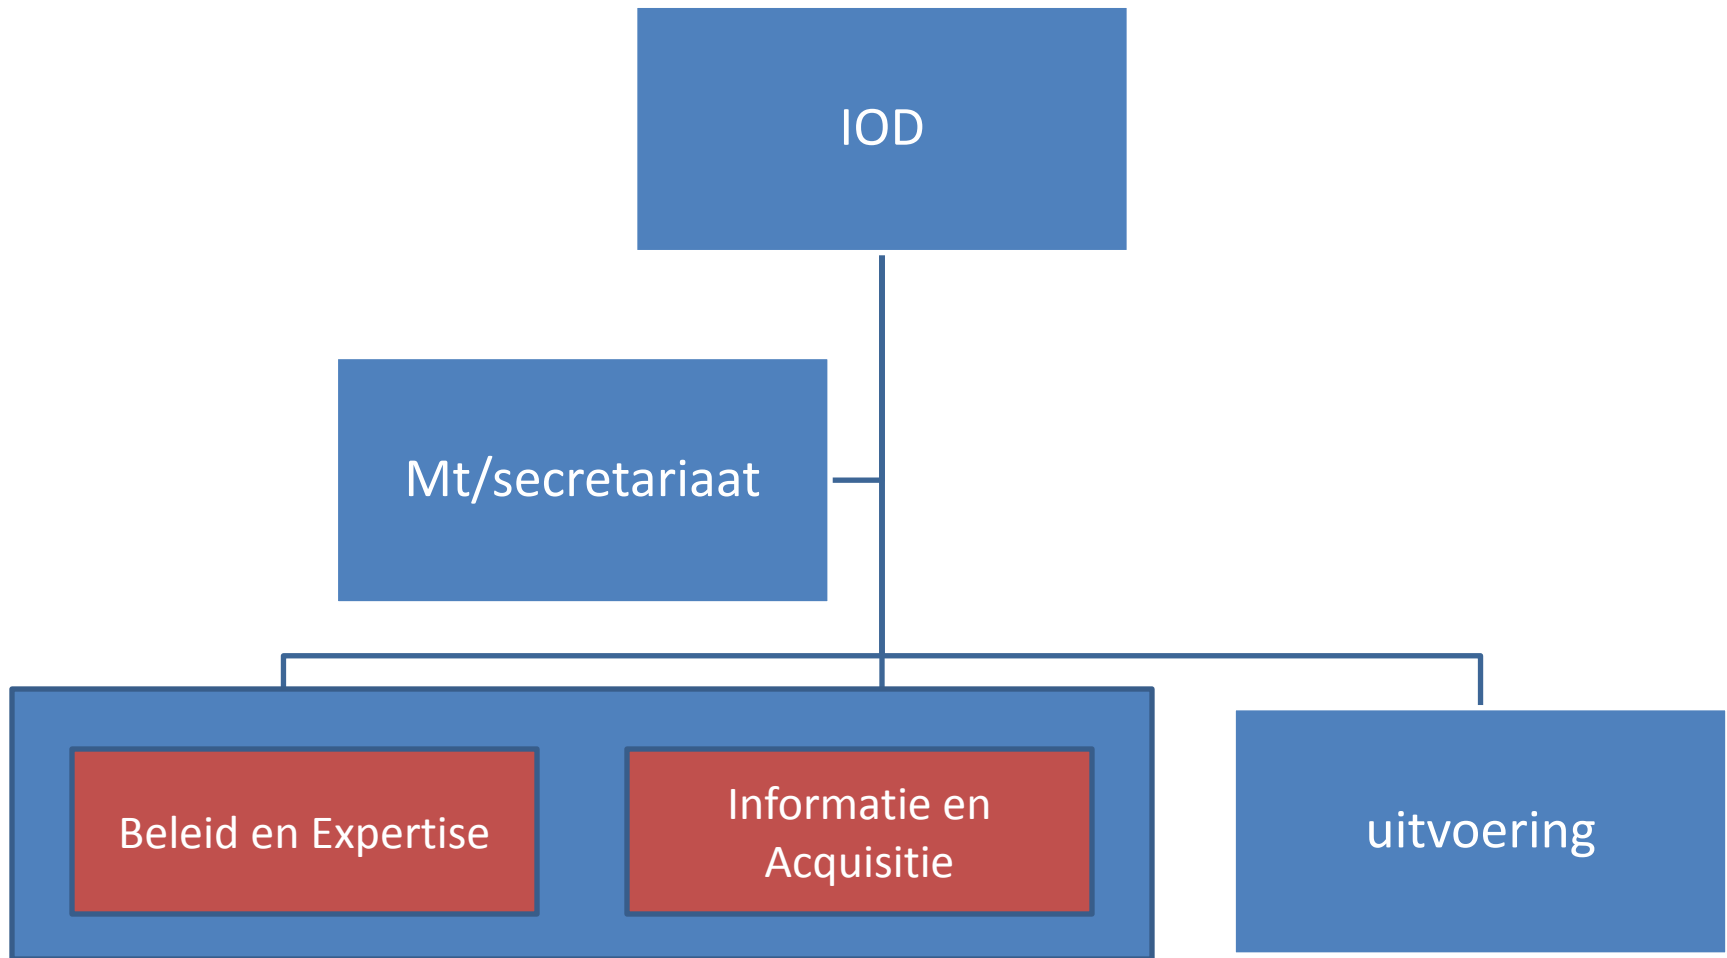 IOD
Mt/secretariaat
Beleid en Expertise
Informatie en
Acquisitie
uitvoering